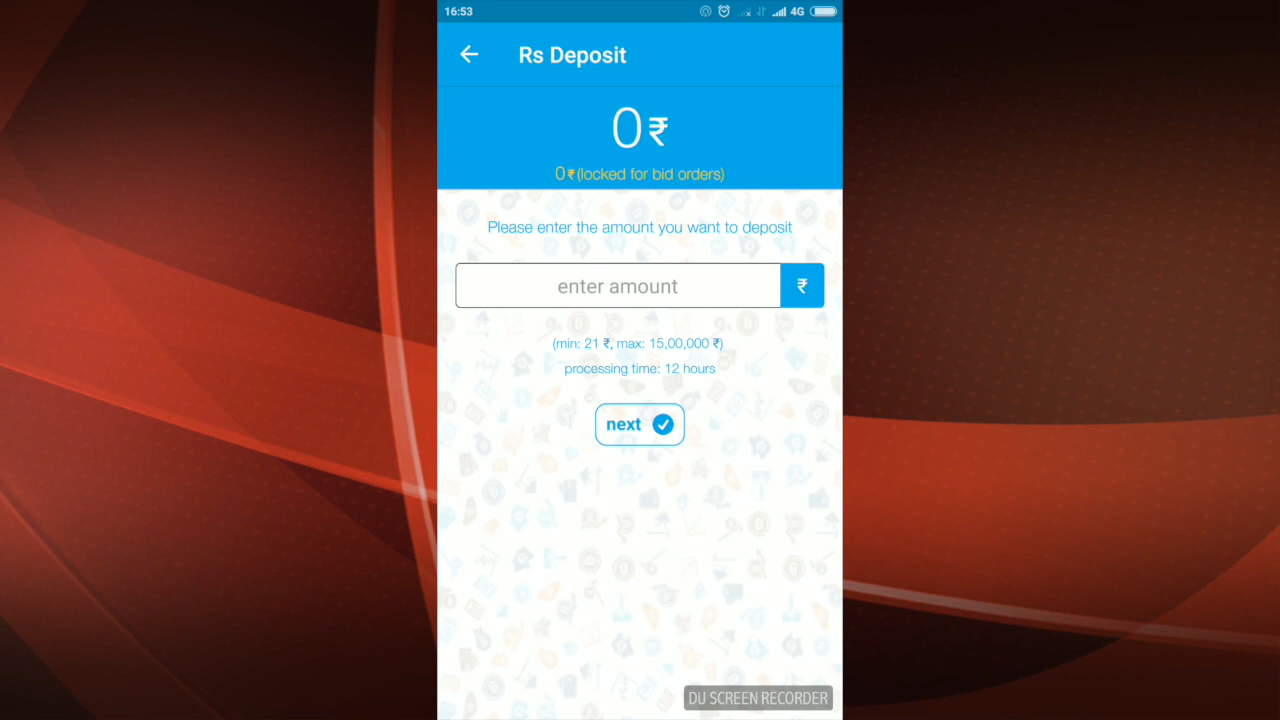 16:53
4G
Rs Deposit
0₹
0₹(locked for bid orders)
Please enter the amount you want to deposit
enter amount
₹
(min: 21 ₹, max: 15,00,000 ₹)
processing time: 12 hours
next
DU SCREEN RECORDER